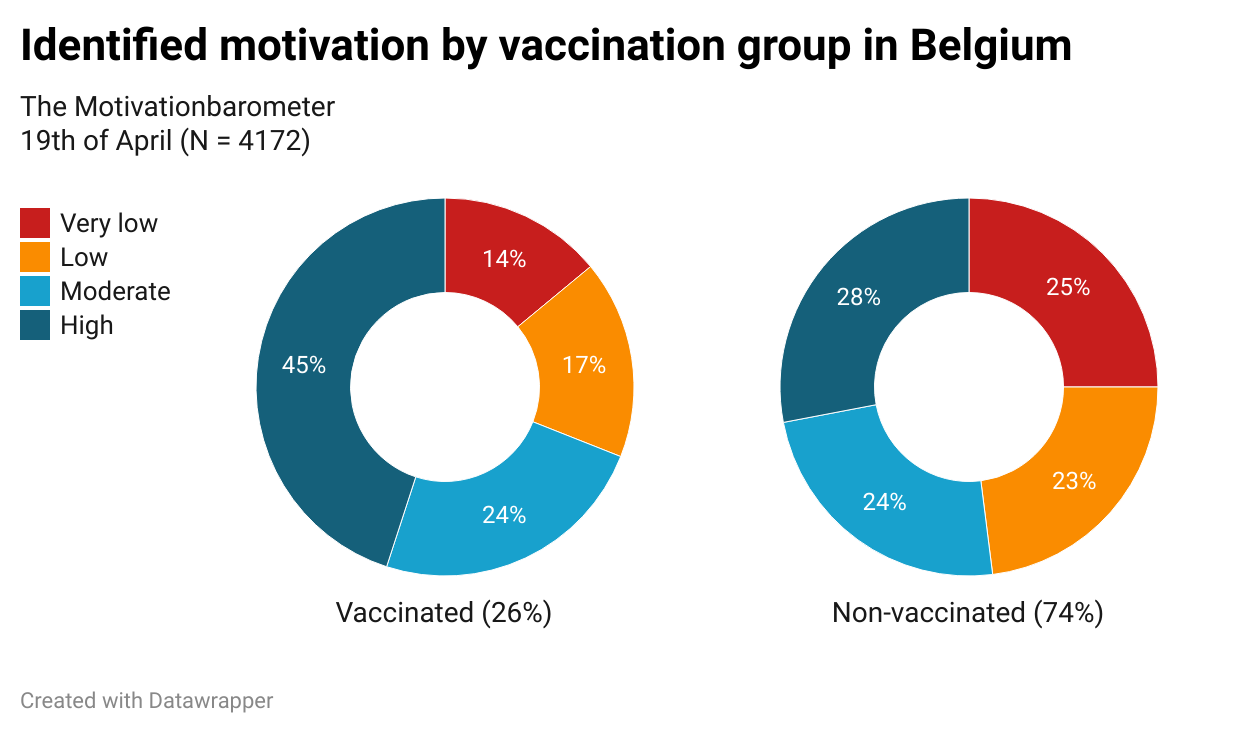 Identified motivation by vaccination group in Belgium
The Motivationbarometer
19th of April (N = 4172)
Very low
Low
Moderate
High
14%
17%
24%
45%
Vaccinated (26%)
25%
23%
24%
28%
Non-vaccinated (74%)
Created with Datawrapper